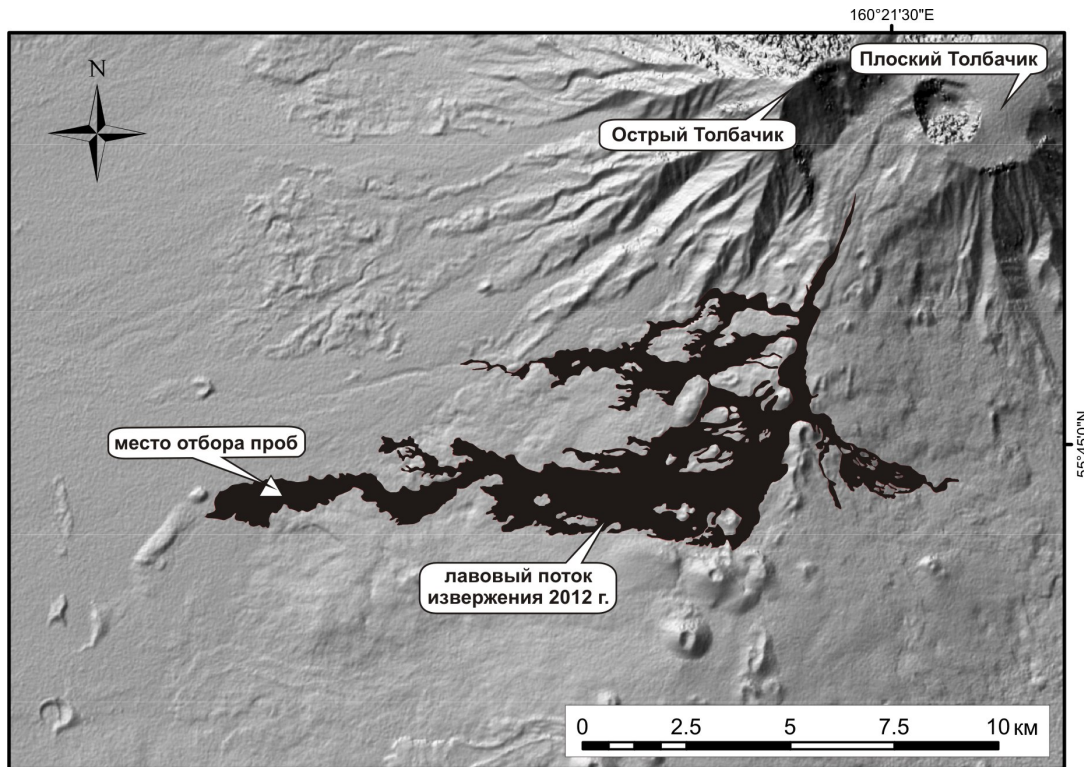 160°21'30"E
N
Плоский Толбачик
Острый Толбачик
55°45'0"N
место отбора проб
лавовый поток
извержения 2012 г.
0 2.5 5 7.5 10 км